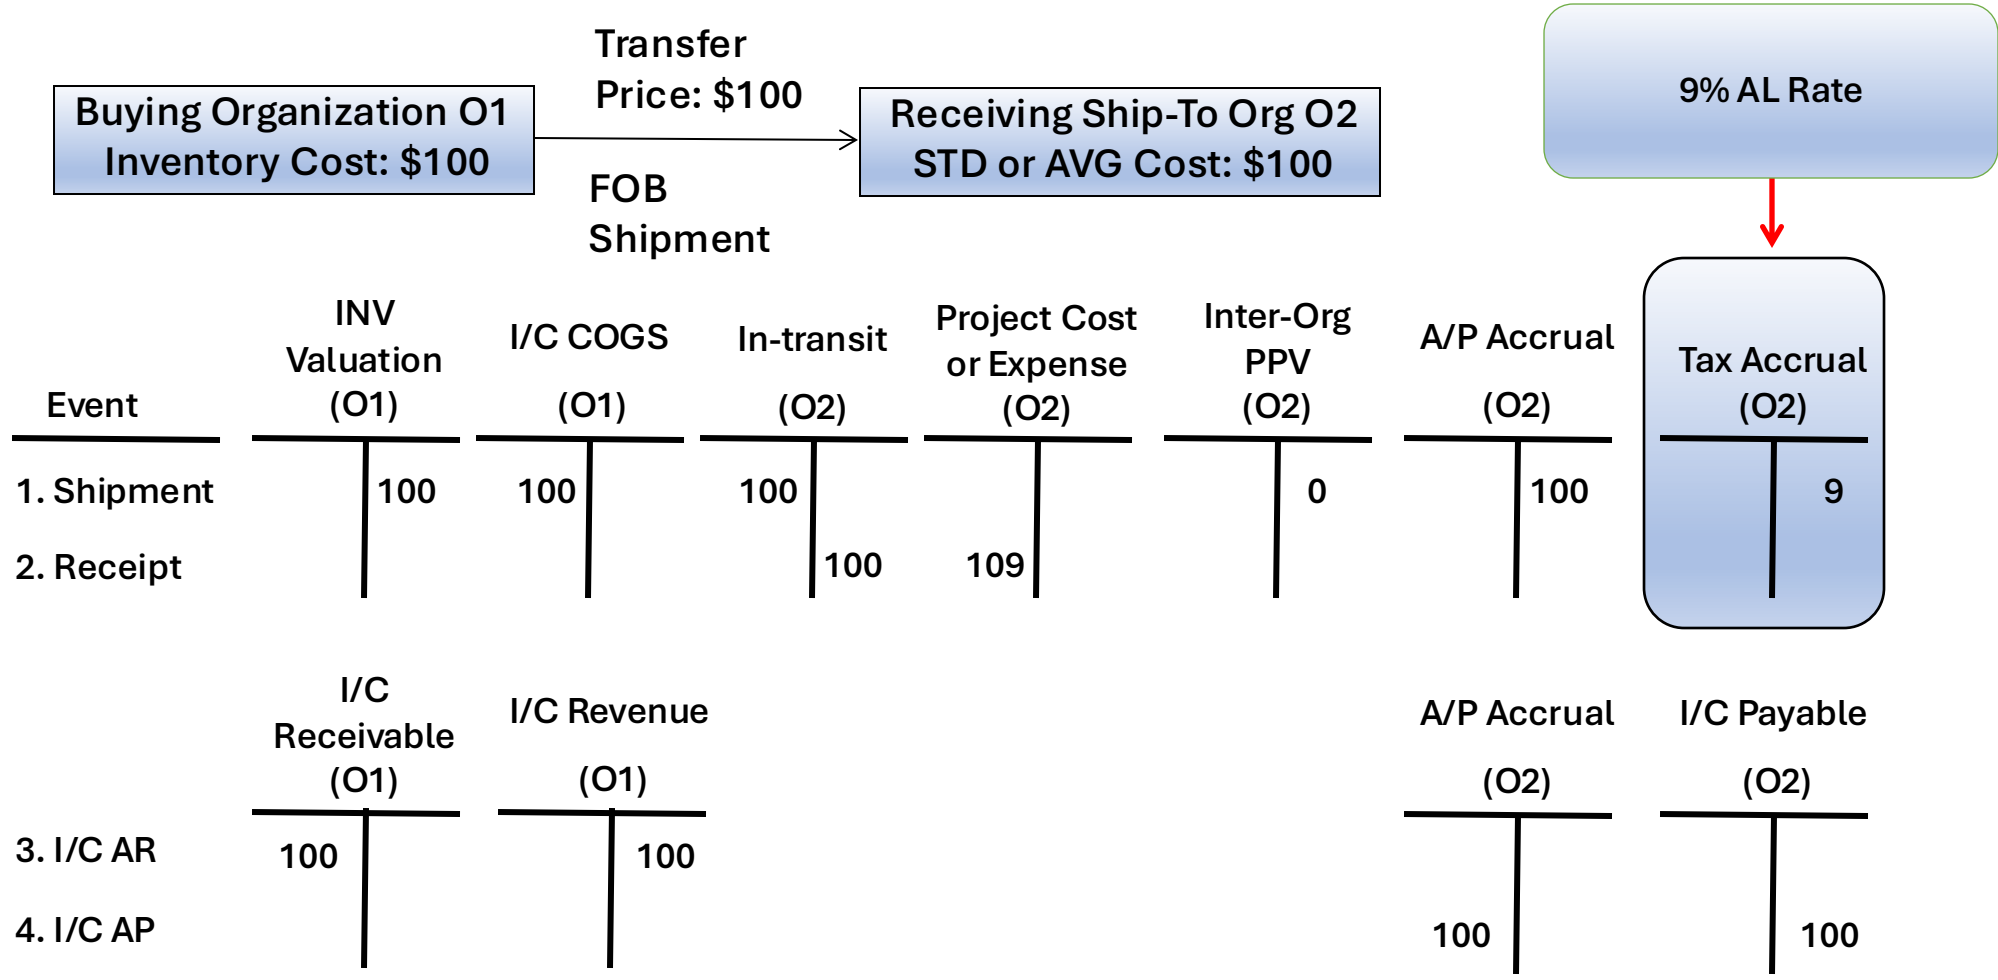 Transfer
Price: $100
Buying Organization O1
Inventory Cost: $100
Receiving Ship-To Org O2
STD or AVG Cost: $100
FOB
Shipment
9% AL Rate
Event
INV
Valuation
(O1)
I/C COGS
(O1)
In-transit
(O2)
Project Cost
or Expense
(O2)
Inter-Org
PPV
(O2)
A/P Accrual
(O2)
Tax Accrual
(O2)
1. Shipment
100
100
100
0
100
9
2. Receipt
100
109
I/C
Receivable
(O1)
I/C Revenue
(O1)
A/P Accrual
(O2)
I/C Payable
(O2)
3. I/C AR
100
100
4. I/C AP
100
100